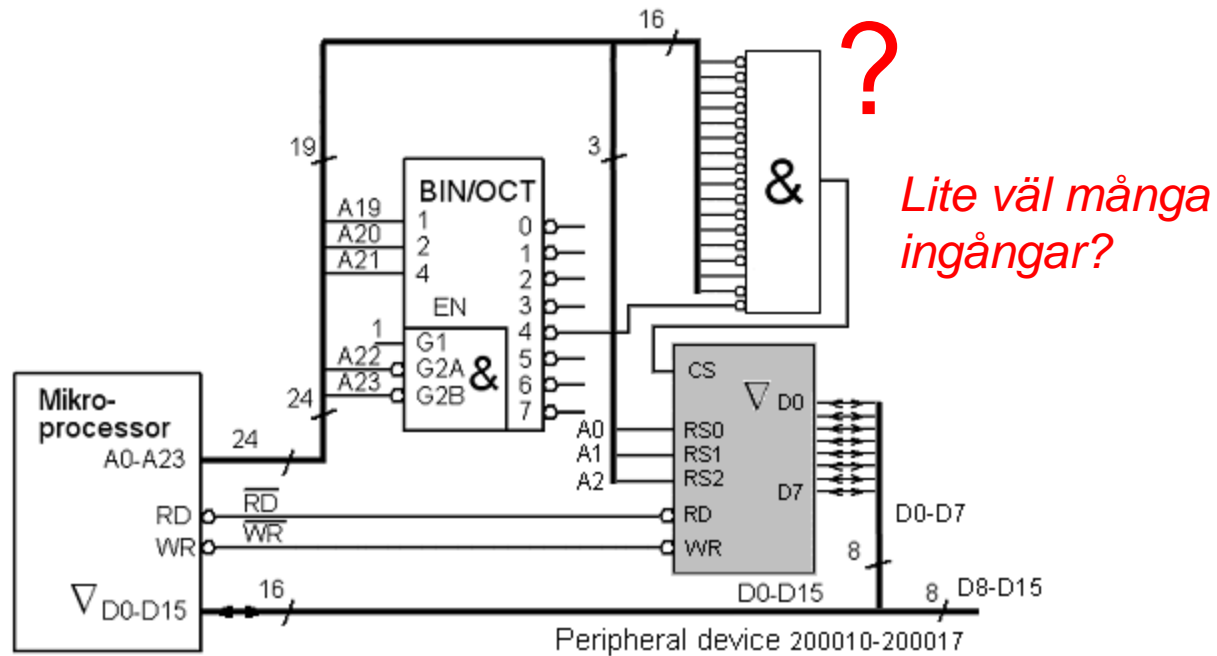 16
?
Lite väl många
ingångar?
19
3
BIN/OCT
&
A19
A20
A21
1
2
4
EN
0
1
2
3
4
5
6
7
1
A22
A23
G1
G2A
G2B
&
24
24
Mikro-
processor
A0-A23
RD
WR
RD
WR
D0-D15
16
A0
A1
A2
CS
RS0
RS1
RS2
RD
WR
D0
D7
D0-D7
8
D0-D15
8
D8-D15
Peripheral device 200010-200017